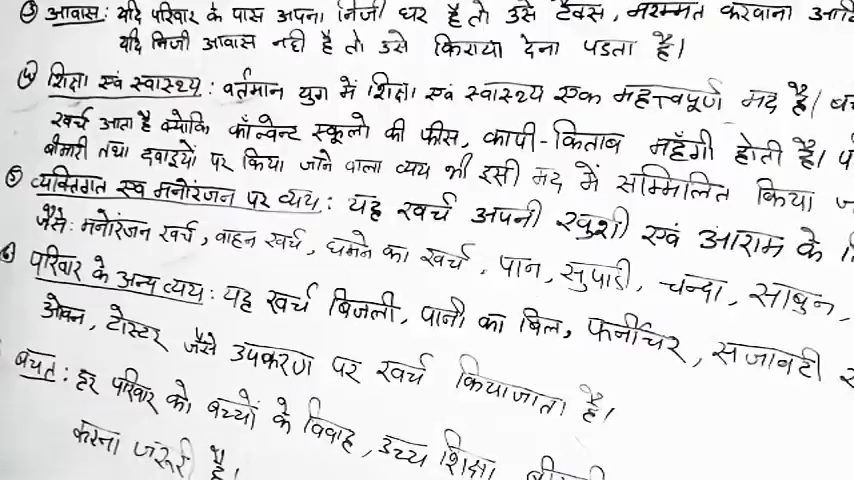 ③ आवास: यदि परिवार के पास अपना निजी घर है तो उसे टैक्स, मरम्मत करवाना
यदि निजी आवास नही है तो उसे किराया देना पडता है।
④ शिक्षा एवं स्वास्थ्य: वर्तमान युग में शिक्षा एवं स्वास्थ्य एक महत्त्वपूर्ण मद है।
खर्च आता है क्योकि कॉन्वेन्ट स्कूलो की फीस, कापी-किताब महँगी होती है।
बीमारी तथा दवाइयों पर किया जाने वाला व्यय भी इसी मद में सम्मिलित किया
⑤ व्यक्तिगत एवं मनोरंजन पर व्यय: यह खर्च अपनी खुशी एवं आराम के
जैसे: मनोरंजन खर्च, वाहन खर्च, घूमने का खर्च, पान, सुपाडी, चन्दा, साबुन,
⑥ परिवार के अन्य व्यय: यह खर्च बिजली, पानी का बिल, फर्नीचर, सजावटी
ओवन, टोस्टर जैसे उपकरण पर खर्च कियाजाता है।
बचत: हर परिवार को बच्चों के विवाह, उच्च शिक्षा
करना जरूरी है।